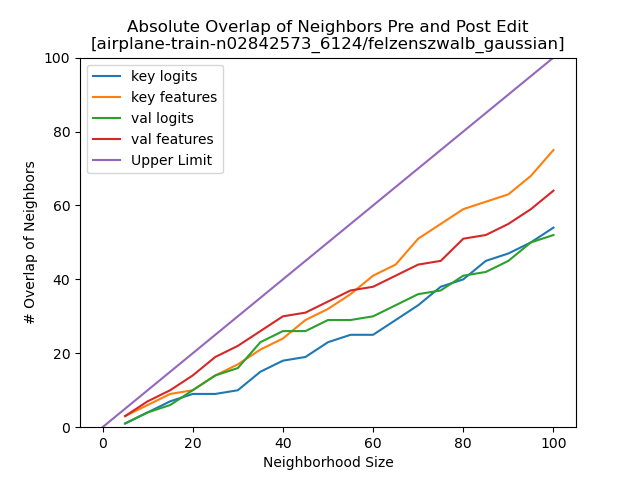 Absolute Overlap of Neighbors Pre and Post Edit
[airplane-train-n02842573_6124/felzenszwalb_gaussian]
key logits
key features
val logits
val features
Upper Limit
# Overlap of Neighbors
100
80
60
40
20
0
0 20 40 60 80 100
Neighborhood Size